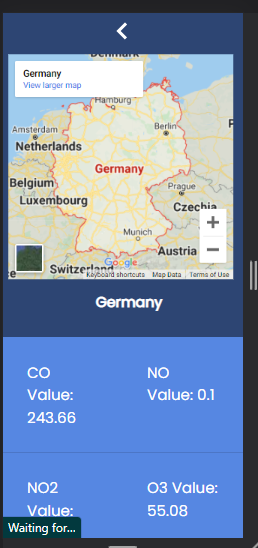 Denmark
Germany
View larger map
Hamburg
Amsterdam
Berlin
Netherlands
Germany
Belgium
Prague
Luxembourg
Czechia
Munich
Austria
Switzerland
Google
Keyboard shortcuts Map Data Terms of Use
Germany
CO
Value:
243.66
NO
Value: 0.1
NO2
Value:
O3 Value:
55.08
Waiting for...